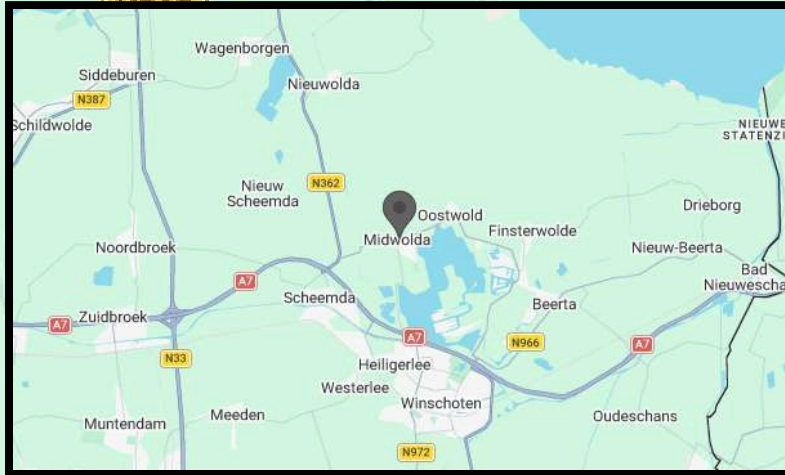 Wagenborgen
Siddeburen
Nieuwolda
N387
Schildwolde
NIEUWE
STATENZI
N362
Nieuw
Scheemda
Oostwold
Drieborg
Finsterwolde
Midwolda
Noordbroek
Nieuw-Beerta
Bad
Nieuwescha
A7
Scheemda
Beerta
Zuidbroek
A7
A7
N966
A7
N33
Heiligerlee
Westerlee
Winschoten
Meeden
Oudeschans
Muntendam
N972